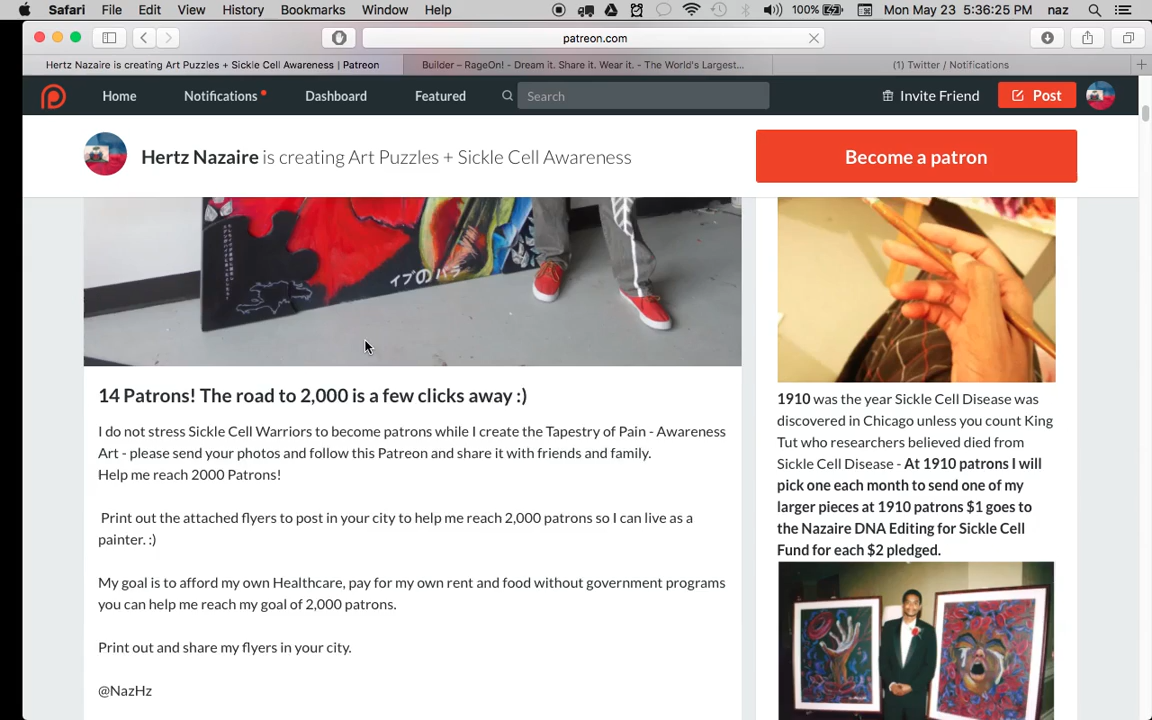 Safari File Edit View History Bookmarks Window Help 100% Mon May 23 5:36:25 PM naz
patreon.com
Hertz Nazaire is creating Art Puzzles + Sickle Cell Awareness | Patreon
Builder – RageOn! - Dream it. Share it. Wear it. - The World's Largest...
(1) Twitter / Notifications
Home Notifications Dashboard Featured Search Invite Friend Post
Hertz Nazaire is creating Art Puzzles + Sickle Cell Awareness
Become a patron
14 Patrons! The road to 2,000 is a few clicks away :)
I do not stress Sickle Cell Warriors to become patrons while I create the Tapestry of Pain - Awareness
Art - please send your photos and follow this Patreon and share it with friends and family.
Help me reach 2000 Patrons!
Print out the attached flyers to post in your city to help me reach 2,000 patrons so I can live as a
painter. :)
My goal is to afford my own Healthcare, pay for my own rent and food without government programs
you can help me reach my goal of 2,000 patrons.
Print out and share my flyers in your city.
@NazHz
1910 was the year Sickle Cell Disease was
discovered in Chicago unless you count King
Tut who researchers believed died from
Sickle Cell Disease - At 1910 patrons I will
pick one each month to send one of my
larger pieces at 1910 patrons $1 goes to
the Nazaire DNA Editing for Sickle Cell
Fund for each $2 pledged.